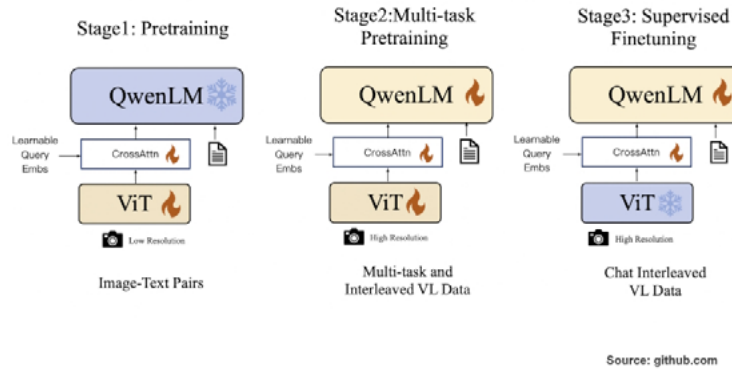 Stage1: Pretraining
QwenLM
Learnable
Query
Embs
CrossAttn
ViT
Low Resolution
Image-Text Pairs
Stage2:Multi-task
Pretraining
QwenLM
Learnable
Query
Embs
CrossAttn
ViT
High Resolution
Multi-task and
Interleaved VL Data
Stage3: Supervised
Finetuning
QwenLM
Learnable
Query
Embs
CrossAttn
ViT
High Resolution
Chat Interleaved
VL Data
Source: github.com